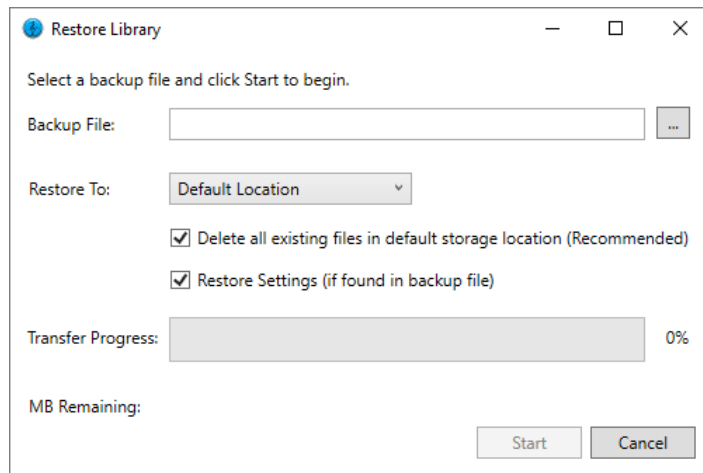 Restore Library
Select a backup file and click Start to begin.
Backup File:
...
Restore To: Default Location
Delete all existing files in default storage location (Recommended)
Restore Settings (if found in backup file)
Transfer Progress: 0%
MB Remaining:
Start Cancel